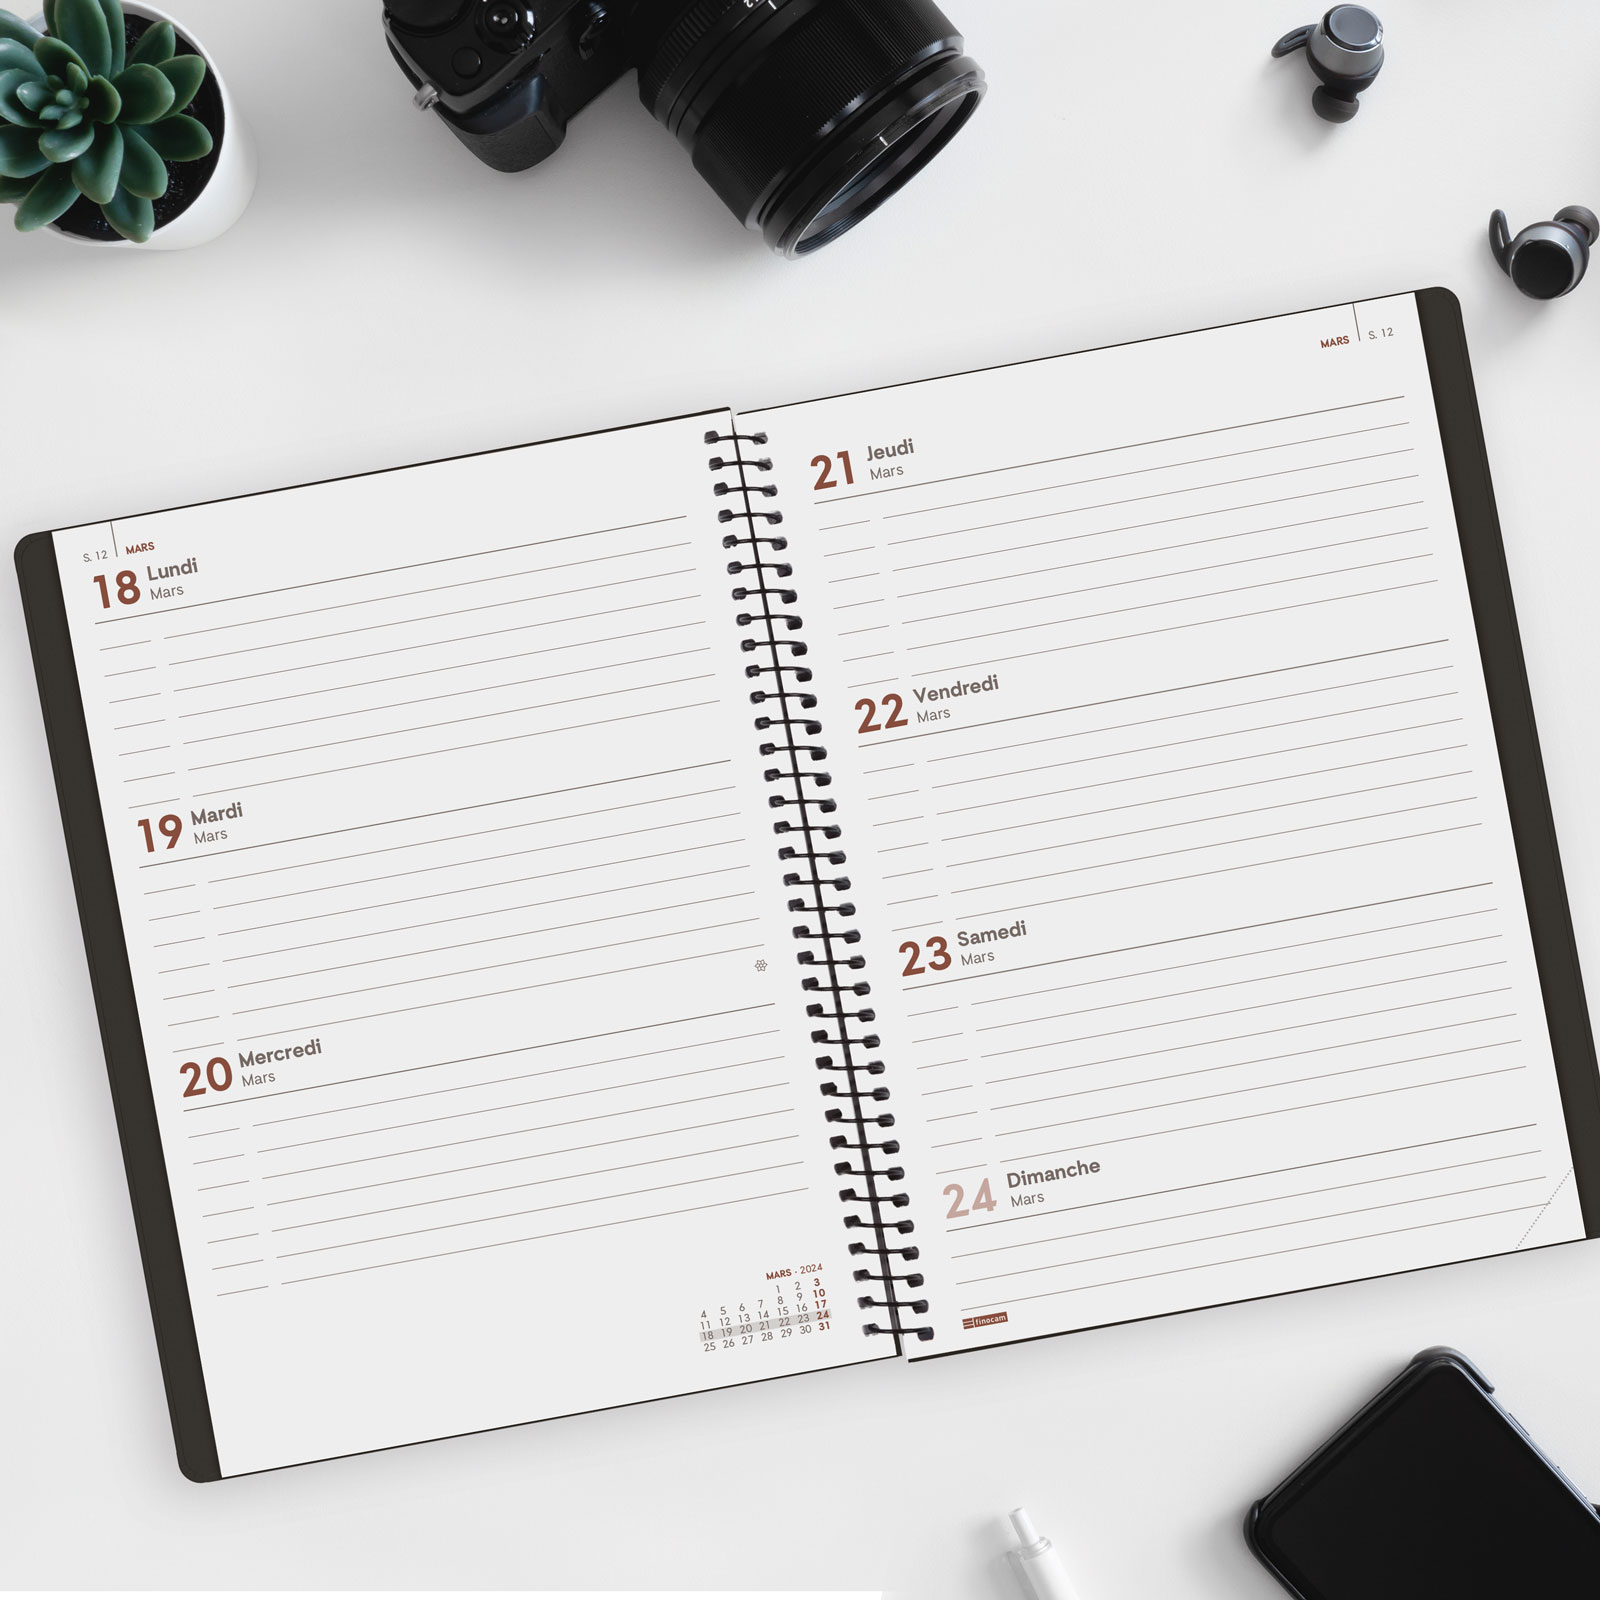 S. 12 MARS
18 Lundi
Mars
19 Mardi
Mars
20 Mercredi
Mars
MARS - 2024
1 2 3
4 5 6 7 8 9 10
11 12 13 14 15 16 17
18 19 20 21 22 23 24
25 26 27 28 29 30 31
MARS S. 12
21 Jeudi
Mars
22 Vendredi
Mars
23 Samedi
Mars
24 Dimanche
Mars
finocam